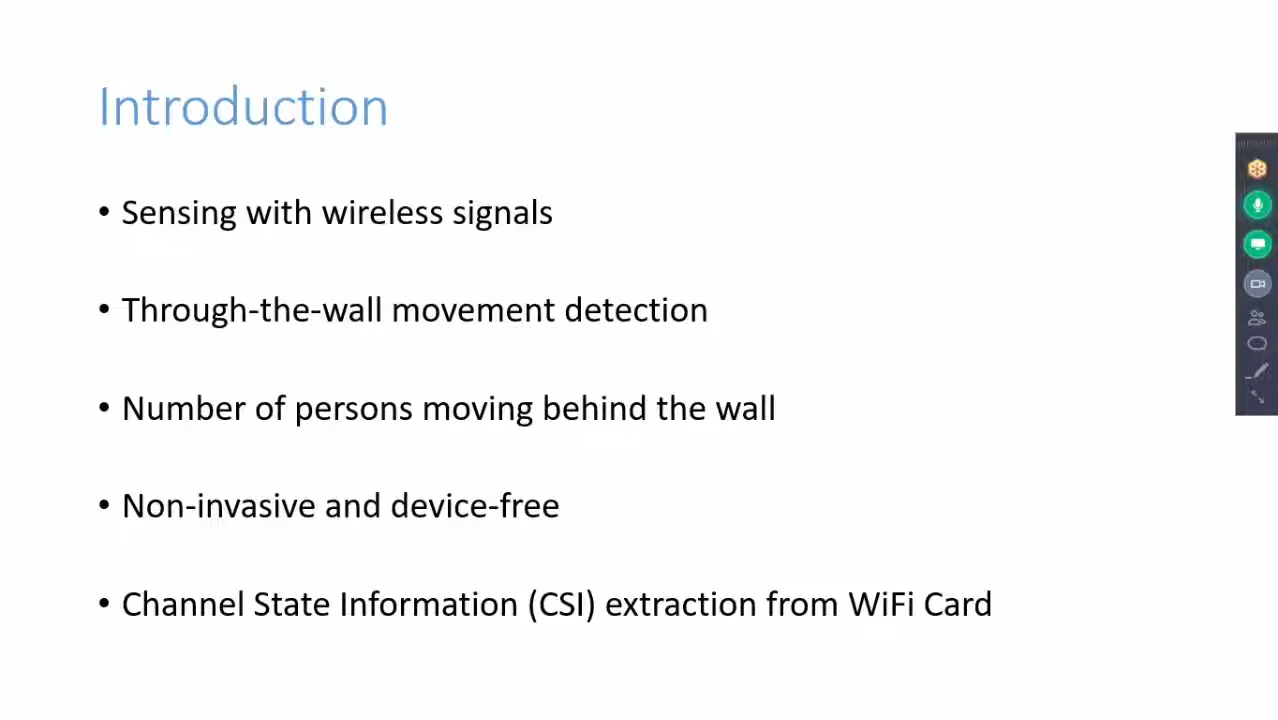 Introduction
• Sensing with wireless signals
• Through-the-wall movement detection
• Number of persons moving behind the wall
• Non-invasive and device-free
• Channel State Information (CSI) extraction from WiFi Card